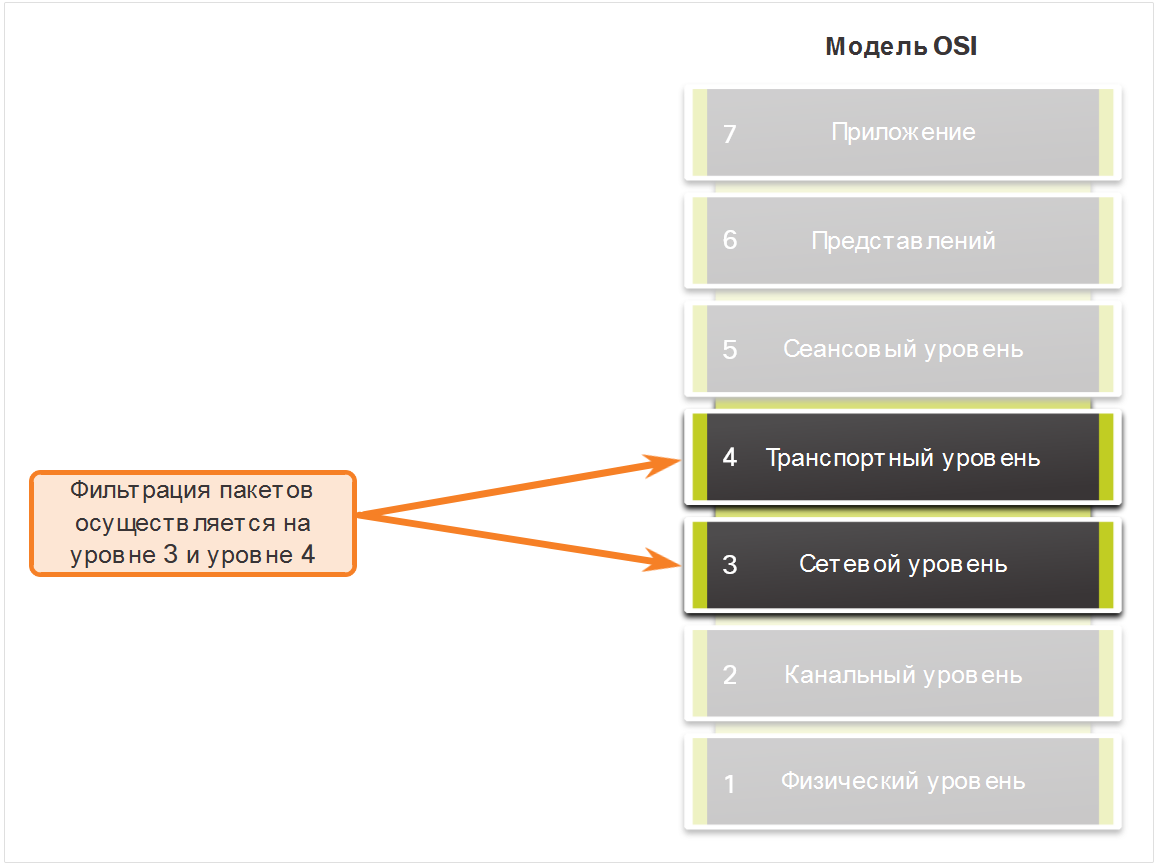 Модель OSI
7 Приложение
6 Представлений
5 Сеансовый уровень
4 Транспортный уровень
Фильтрация пакетов
осуществляется на
уровне 3 и уровне 4
3 Сетевой уровень
2 Канальный уровень
1 Физический уровень